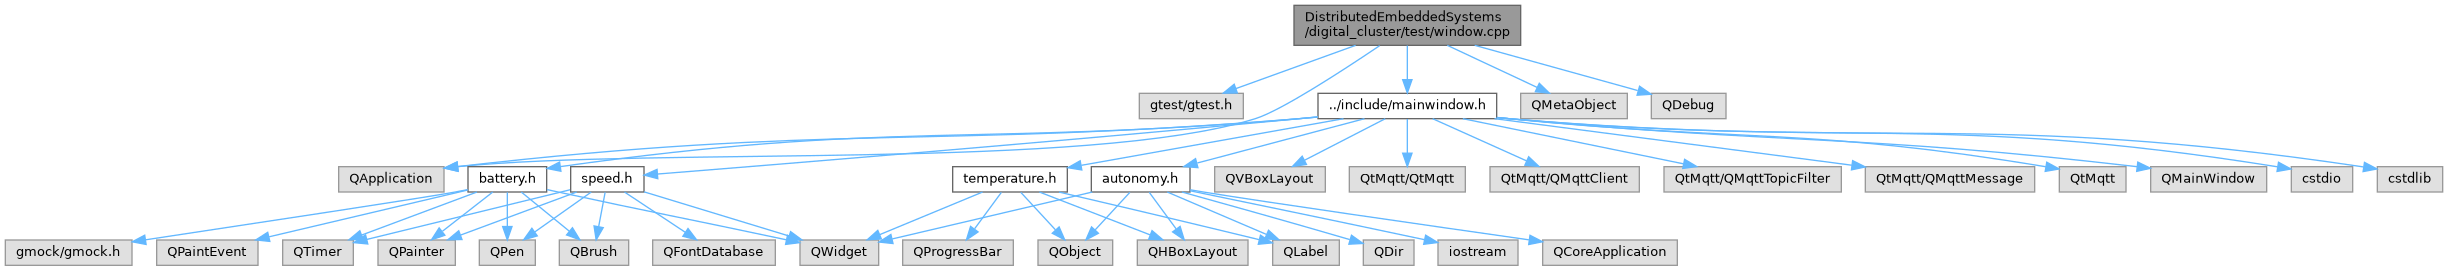 DistributedEmbeddedSystems
/digital_cluster/test/window.cpp
gtest/gtest.h
../include/mainwindow.h
QMetaObject
QDebug
QApplication
battery.h
speed.h
temperature.h
autonomy.h
QVBoxLayout
QtMqtt/QtMqtt
QtMqtt/QMqttClient
QtMqtt/QMqttTopicFilter
QtMqtt/QMqttMessage
QtMqtt
QMainWindow
cstdio
cstdlib
gmock/gmock.h
QPaintEvent
QTimer
QPainter
QPen
QBrush
QFontDatabase
QWidget
QProgressBar
QObject
QHBoxLayout
QLabel
QDir
iostream
QCoreApplication